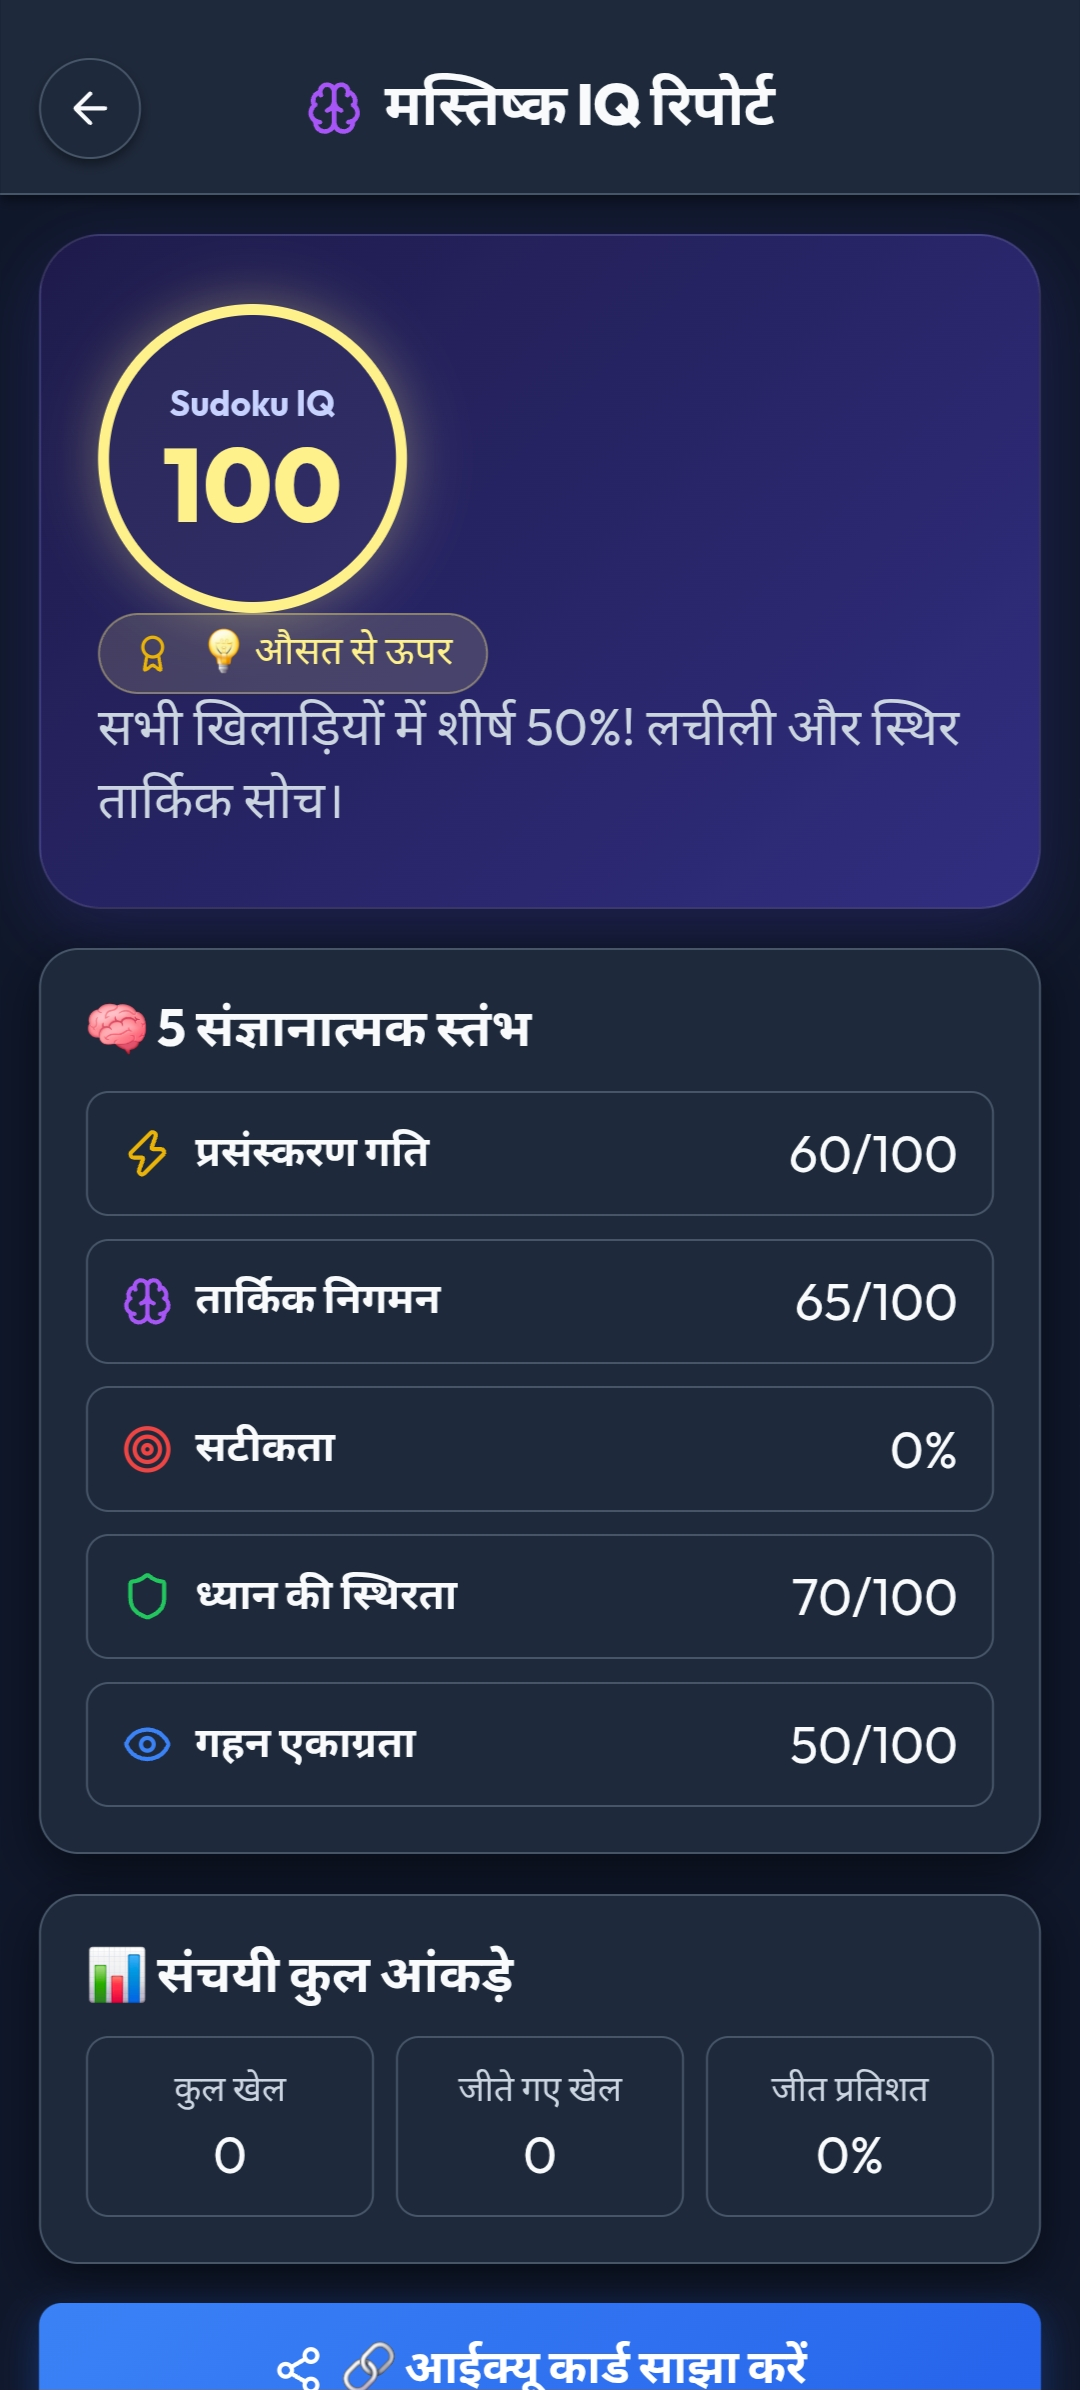 मस्तिष्क IQ रिपोर्ट
Sudoku IQ
100
💡 औसत से ऊपर
सभी खिलाड़ियों में शीर्ष 50%! लचीली और स्थिर
तार्किक सोच।
🧠 5 संज्ञानात्मक स्तंभ
प्रसंस्करण गति 60/100
तार्किक निगमन 65/100
सटीकता 0%
ध्यान की स्थिरता 70/100
गहन एकाग्रता 50/100
📊 संचयी कुल आंकड़े
कुल खेल जीते गए खेल जीत प्रतिशत
0 0 0%
🔗 आईक्यू कार्ड साझा करें